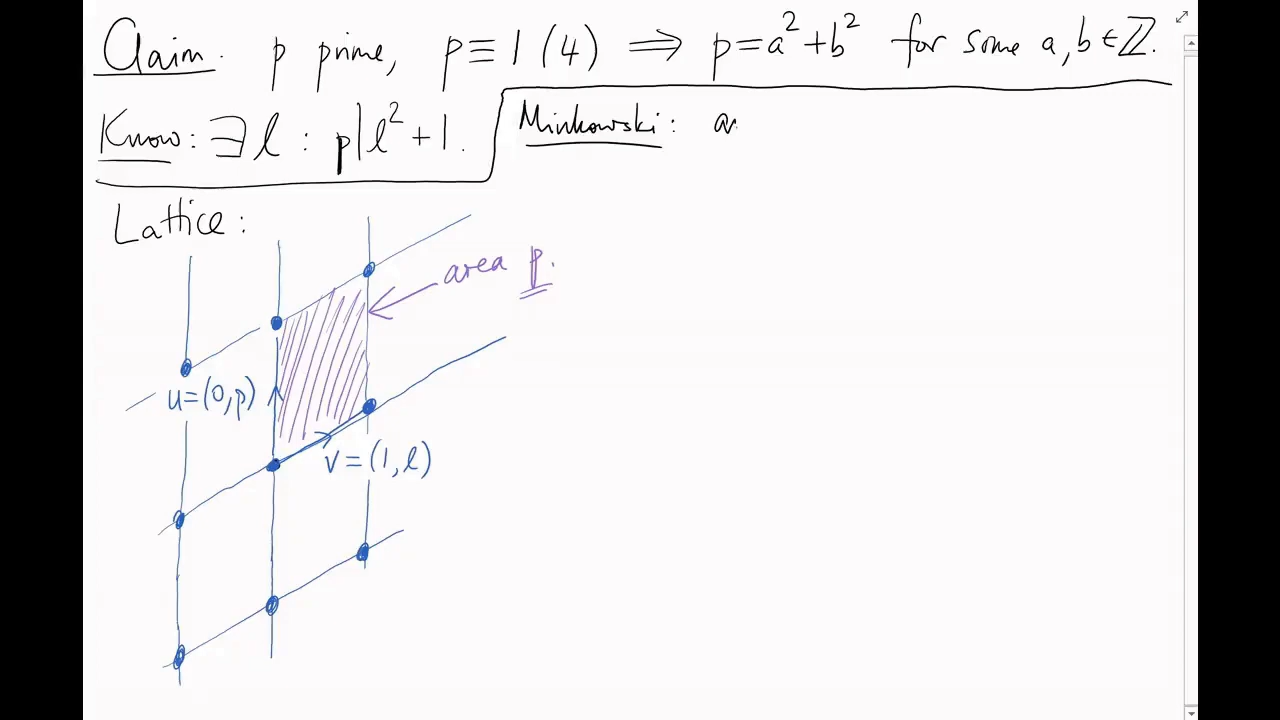 Claim. p prime, p≡1(4) ⟹ p=a²+b² for some a,b∈ℤ.
Know: ∃ℓ : p|ℓ²+1.
Minkowski:
Lattice:
area p.
u=(0,p)
v=(1,ℓ)